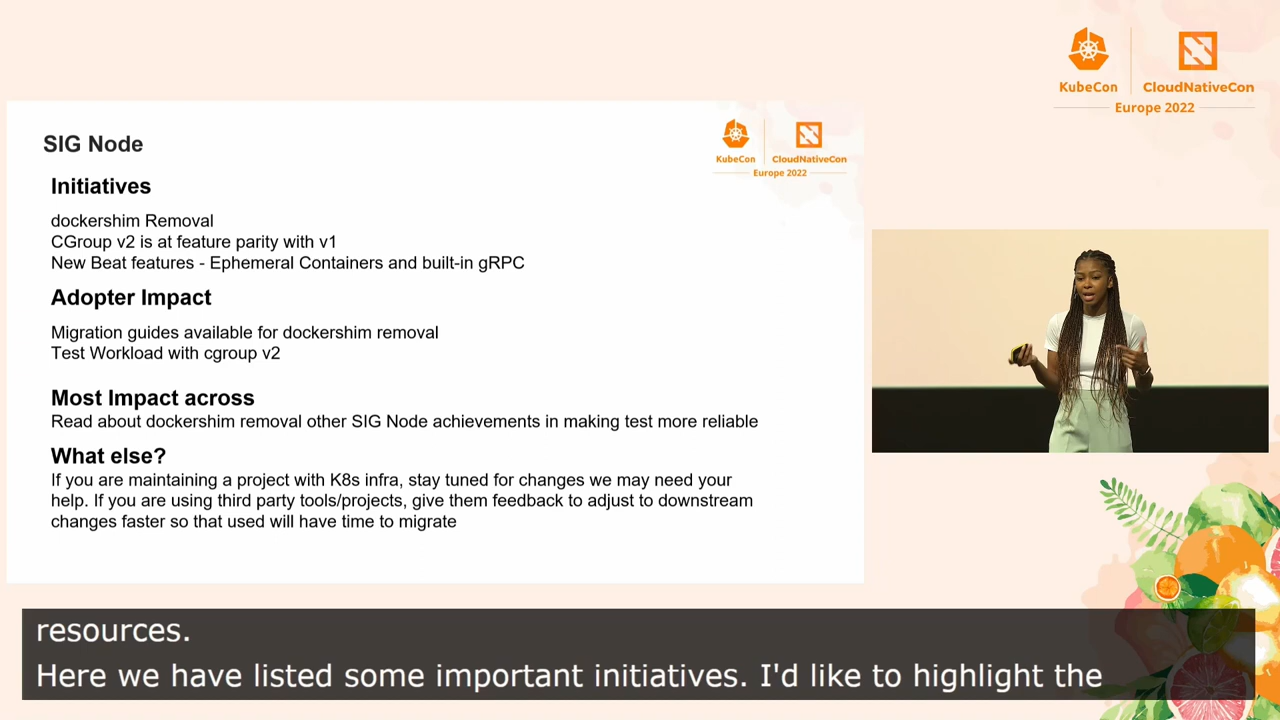 KubeCon
CloudNativeCon
Europe 2022
SIG Node
KubeCon
CloudNativeCon
Europe 2022
Initiatives
dockershim Removal
CGroup v2 is at feature parity with v1
New Beat features - Ephemeral Containers and built-in gRPC
Adopter Impact
Migration guides available for dockershim removal
Test Workload with cgroup v2
Most Impact across
Read about dockershim removal other SIG Node achievements in making test more reliable
What else?
If you are maintaining a project with K8s infra, stay tuned for changes we may need your
help. If you are using third party tools/projects, give them feedback to adjust to downstream
changes faster so that used will have time to migrate
resources.
Here we have listed some important initiatives. I'd like to highlight the